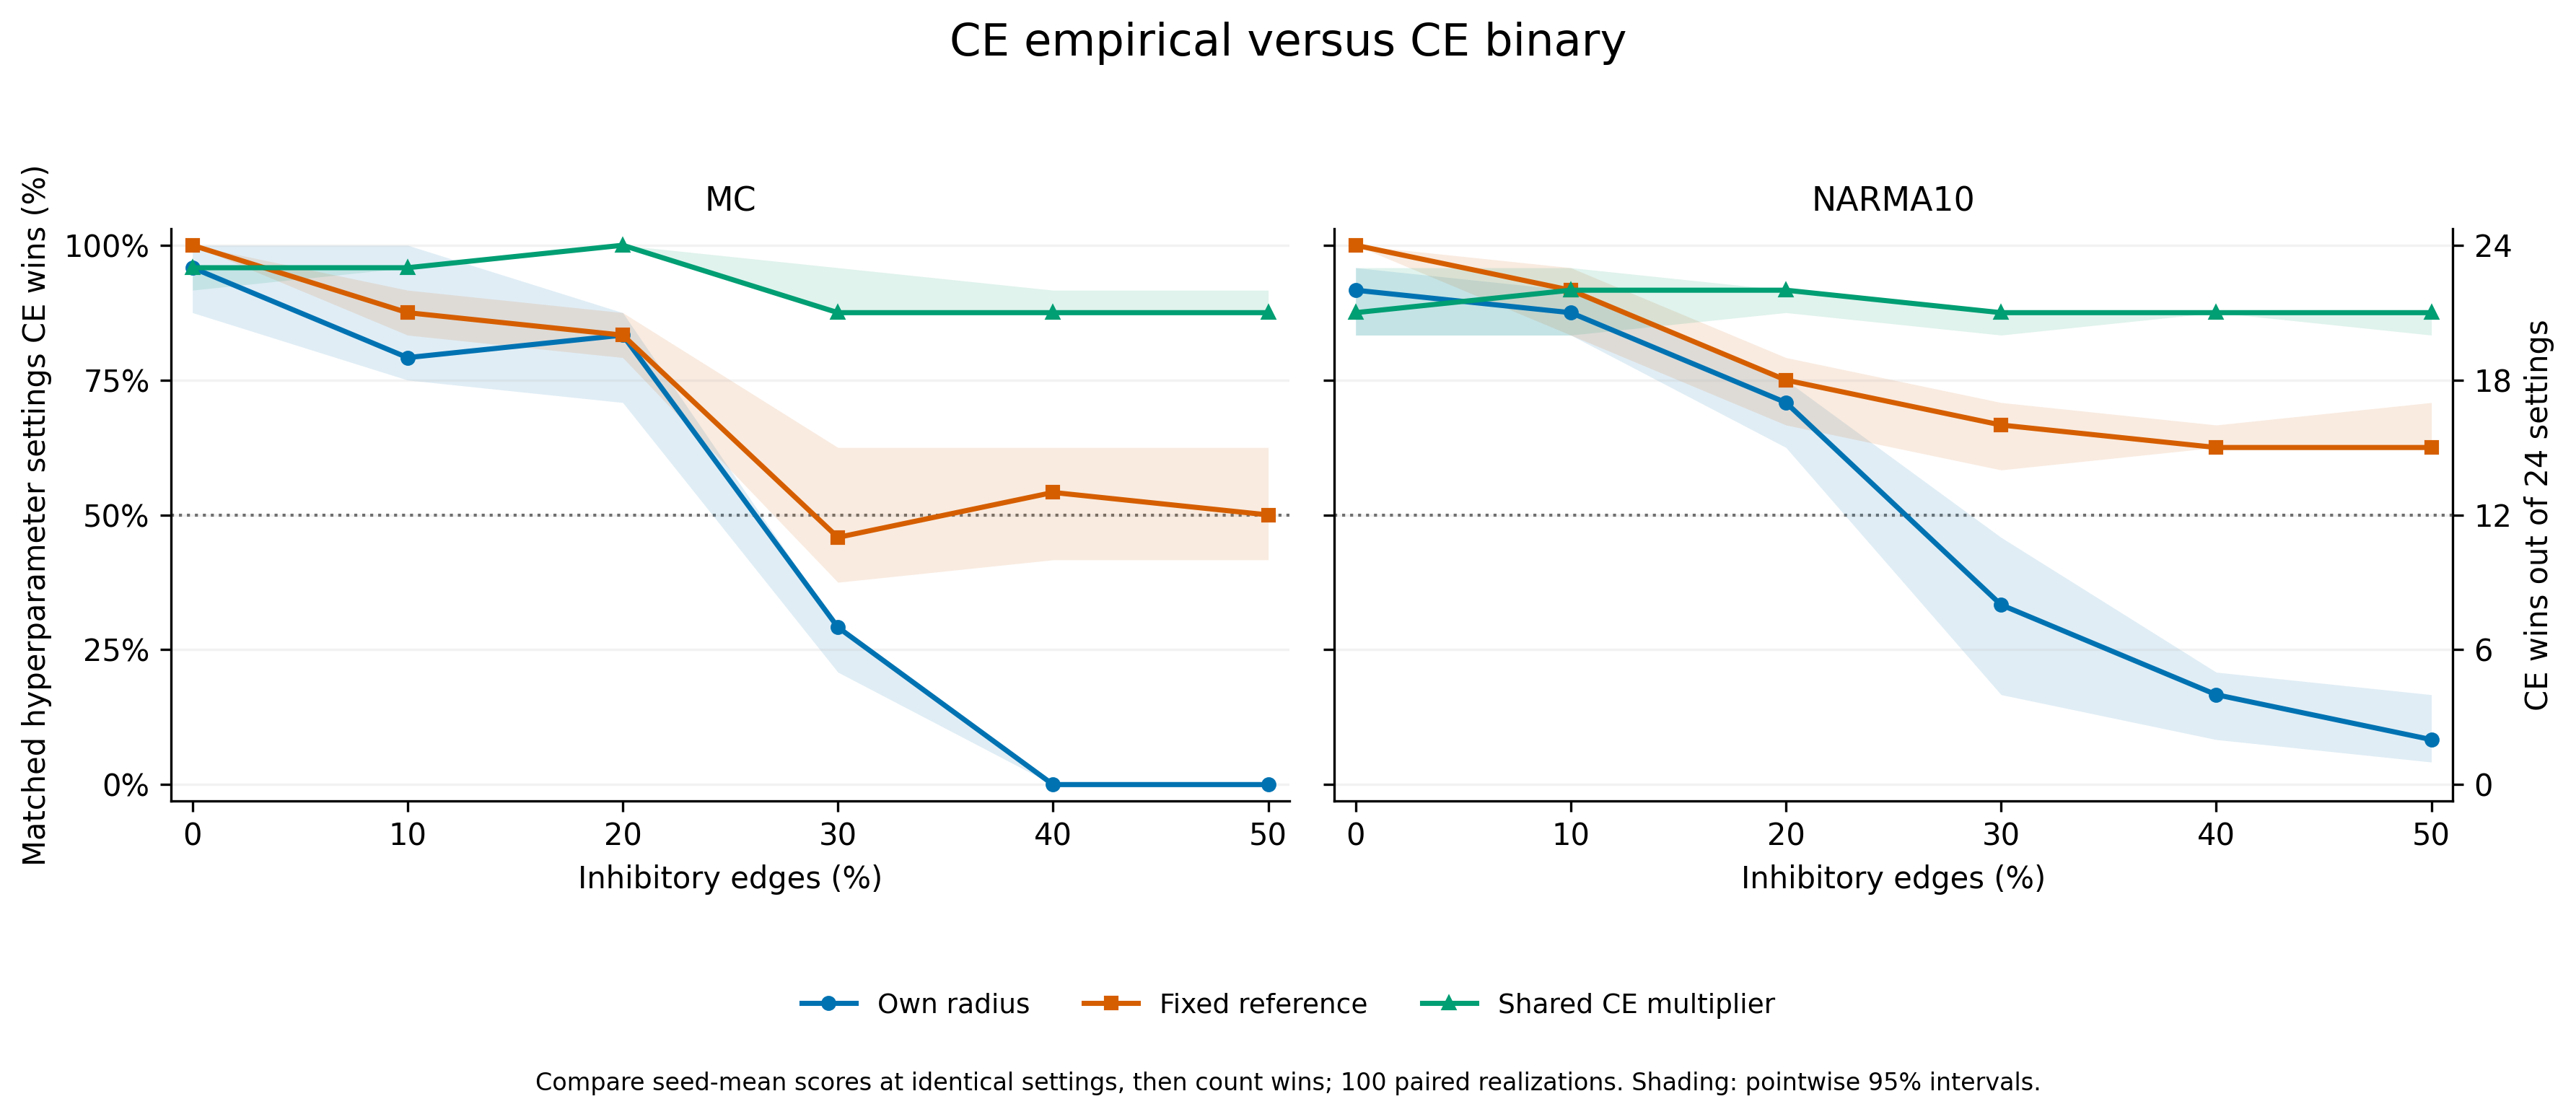 CE empirical versus CE binary
MC
NARMA10
Matched hyperparameter settings CE wins (%)
100%
75%
50%
25%
0%
0 10 20 30 40 50
Inhibitory edges (%)
0 10 20 30 40 50
Inhibitory edges (%)
24
18
12
6
0
CE wins out of 24 settings
Own radius
Fixed reference
Shared CE multiplier
Compare seed-mean scores at identical settings, then count wins; 100 paired realizations. Shading: pointwise 95% intervals.